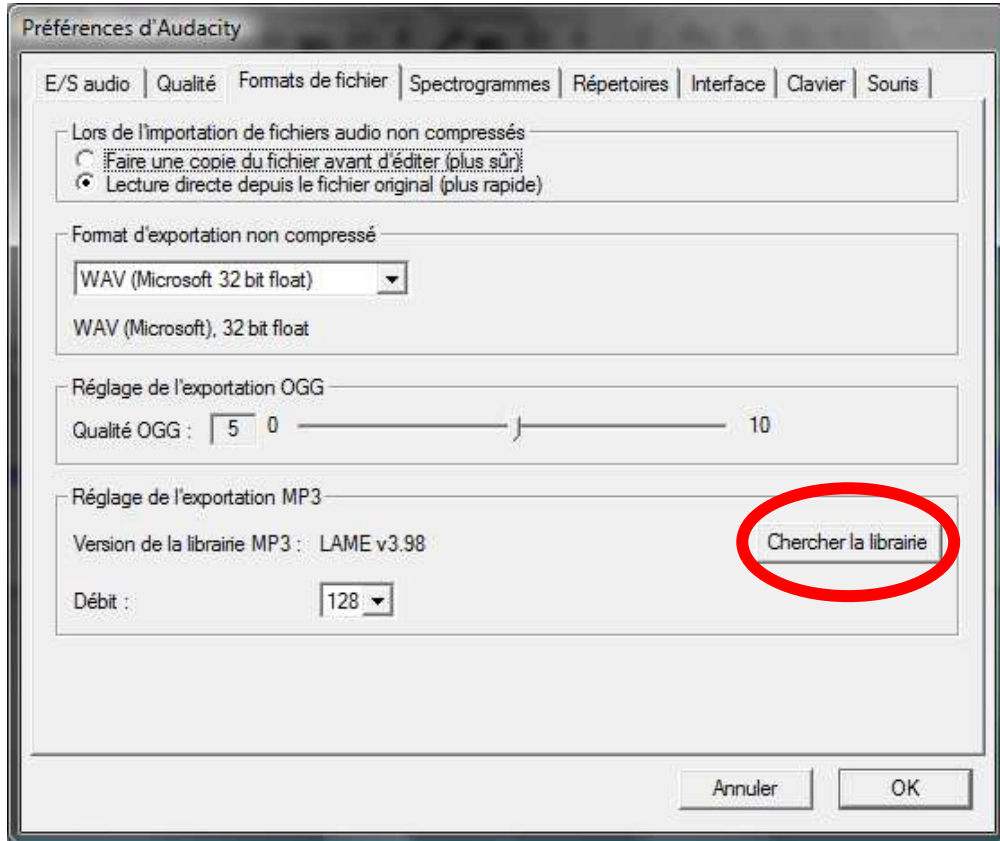 Préférences d'Audacity
E/S audio Qualité Formats de fichier Spectrogrammes Répertoires Interface Clavier Souris
Lors de l'importation de fichiers audio non compressés
Faire une copie du fichier avant d'éditer (plus sûr)
Lecture directe depuis le fichier original (plus rapide)
Format d'exportation non compressé
WAV (Microsoft 32 bit float)
WAV (Microsoft), 32 bit float
Réglage de l'exportation OGG
Qualité OGG : 5 0 10
Réglage de l'exportation MP3
Version de la librairie MP3 : LAME v3.98 Chercher la librairie
Débit : 128
Annuler OK